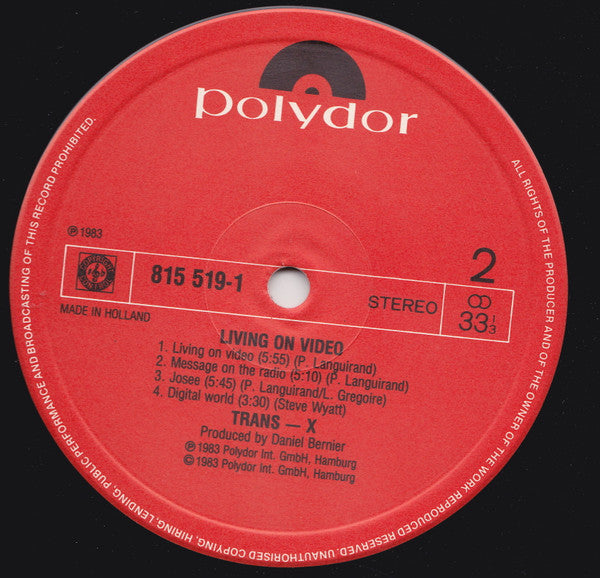 polydor
ALL RIGHTS OF THE PRODUCER AND OF THE OWNER OF THE WORK REPRODUCED RESERVED. UNAUTHORISED COPYING, HIRING, LENDING, PUBLIC PERFORMANCE AND BROADCASTING OF THIS RECORD PROHIBITED.
℗ 1983
2
815 519-1
STEREO
33 1/3
MADE IN HOLLAND
LIVING ON VIDEO
1. Living on video (5:55) (P. Languirand)
2. Message on the radio (5:10) (P. Languirand)
3. Josee (5:45) (P. Languirand/L. Gregoire)
4. Digital world (3:30) (Steve Wyatt)
TRANS — X
Produced by Daniel Bernier
℗ 1983 Polydor Int. GmbH, Hamburg
© 1983 Polydor Int. GmbH, Hamburg